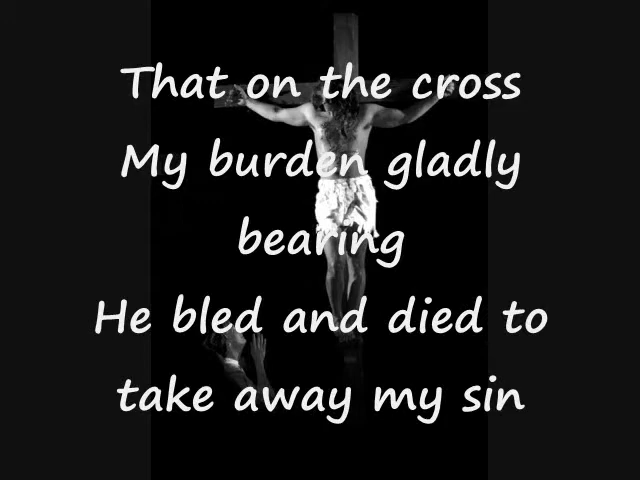 That on the cross
My burden gladly
bearing
He bled and died to
take away my sin